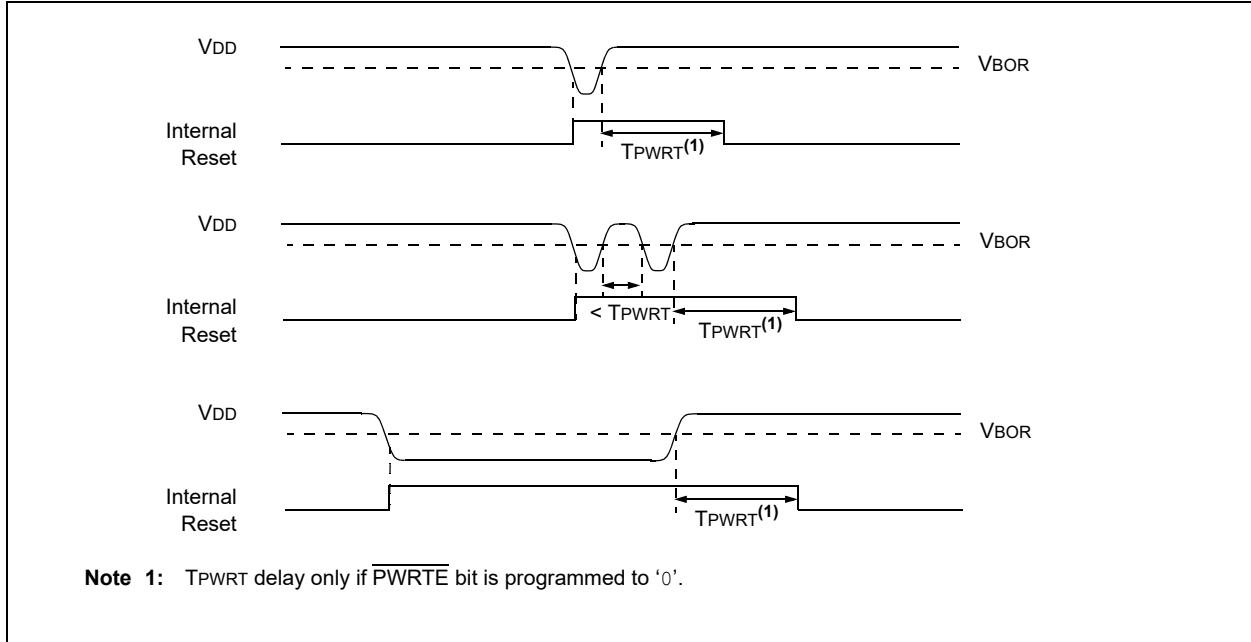 VDD
VBOR
Internal
Reset
TPWRT(1)
VDD
VBOR
Internal
Reset
< TPWRT
TPWRT(1)
VDD
VBOR
Internal
Reset
TPWRT(1)
Note 1: TPWRT delay only if PWRTE bit is programmed to ‘0’.